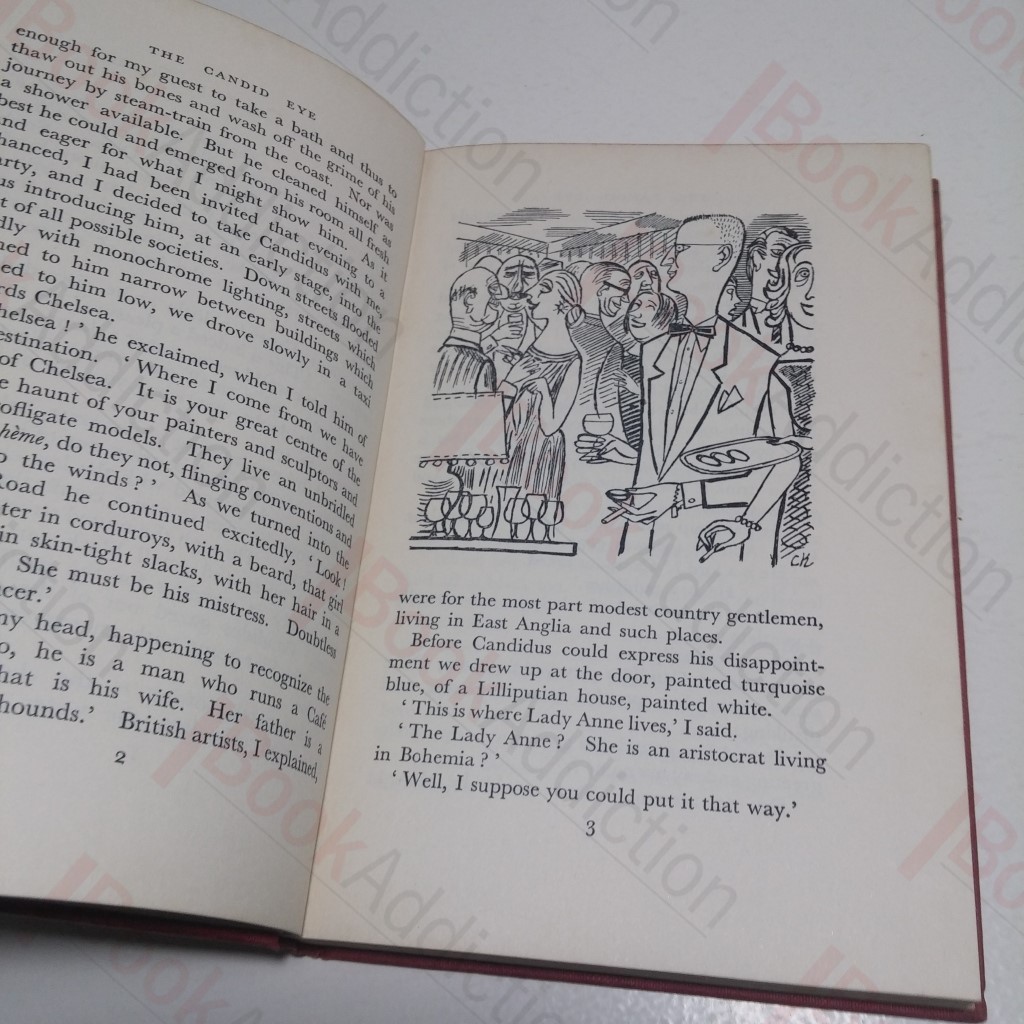 THE CANDID EYE
enough for my guest to take a bath and thus to
thaw out his bones and wash off the grime of his
journey by steam-train from the coast. Nor was
a shower available. But he cleaned himself as
best he could and emerged from his room all fresh
and eager for what I might show him. As it
hanced, I had been invited that evening to a
arty, and I decided to take Candidus with me,
us introducing him, at an early stage, into the
t of all possible societies. Down streets flooded
dly with monochrome lighting, streets which
ned to him narrow between buildings which
ed to him low, we drove slowly in a taxi
rds Chelsea.
helsea!' he exclaimed, when I told him of
estination. 'Where I come from we have
of Chelsea. It is your great centre of the
e haunt of your painters and sculptors and
ofligate models. They live an unbridled
hème, do they not, flinging conventions and
o the winds?' As we turned into the
Road he continued excitedly, 'Look!
ter in corduroys, with a beard, that girl
in skin-tight slacks, with her hair in a
She must be his mistress. Doubtless
cer.'
ny head, happening to recognize the
o, he is a man who runs a Café
hat is his wife. Her father is a
hounds.' British artists, I explained,
2
CH
were for the most part modest country gentlemen,
living in East Anglia and such places.
Before Candidus could express his disappoint-
ment we drew up at the door, painted turquoise
blue, of a Lilliputian house, painted white.
'This is where Lady Anne lives,' I said.
'The Lady Anne? She is an aristocrat living
in Bohemia?'
'Well, I suppose you could put it that way.'
3
BookAddiction